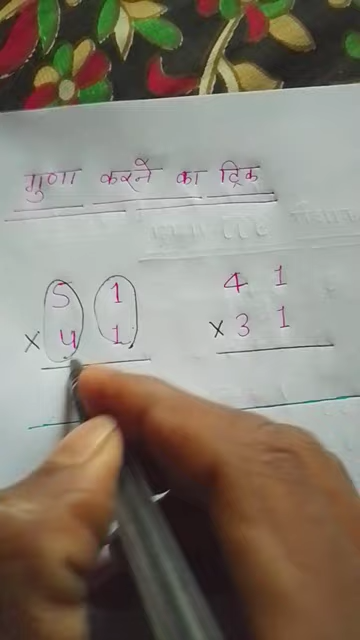 गुणा करने का ट्रिक
5 1 4 1
× 4 1 × 3 1